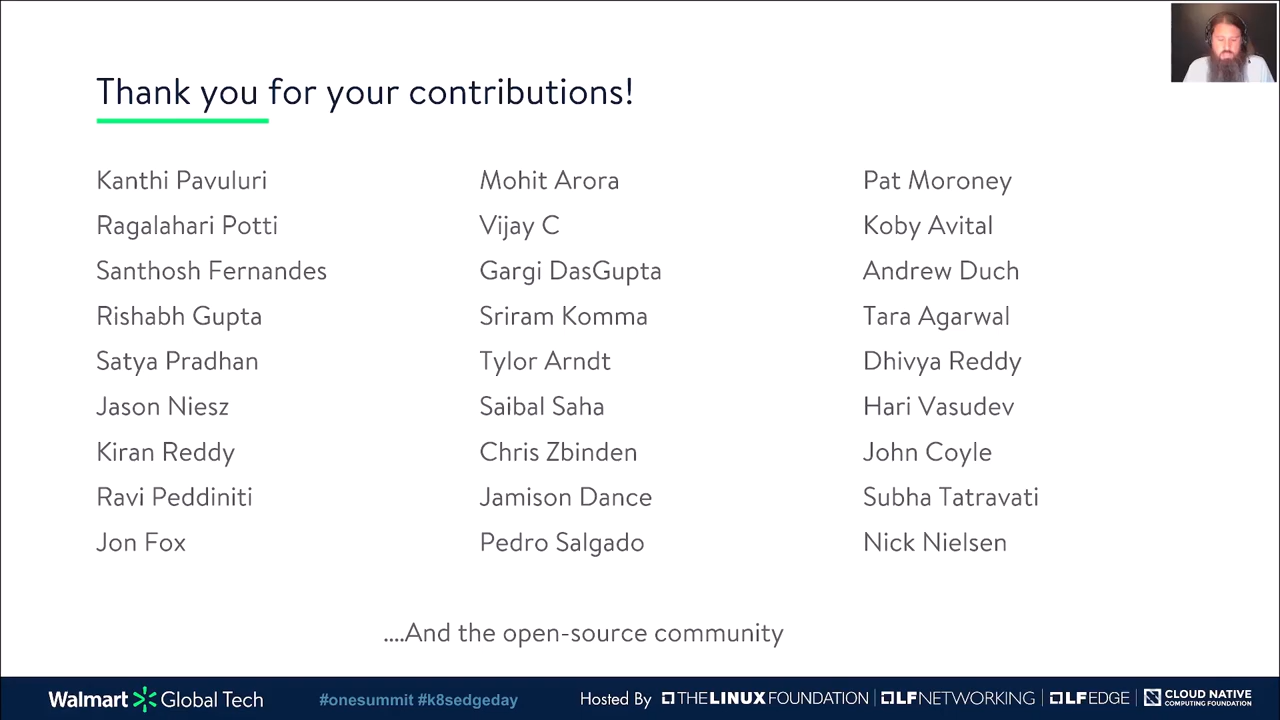 Thank you for your contributions!
Kanthi Pavuluri
Ragalahari Potti
Santhosh Fernandes
Rishabh Gupta
Satya Pradhan
Jason Niesz
Kiran Reddy
Ravi Peddiniti
Jon Fox
Mohit Arora
Vijay C
Gargi DasGupta
Sriram Komma
Tylor Arndt
Saibal Saha
Chris Zbinden
Jamison Dance
Pedro Salgado
Pat Moroney
Koby Avital
Andrew Duch
Tara Agarwal
Dhivya Reddy
Hari Vasudev
John Coyle
Subha Tatravati
Nick Nielsen
....And the open-source community
Walmart Global Tech
#onesummit #k8sedgeday
Hosted By THE LINUX FOUNDATION | LF NETWORKING | LF EDGE | CLOUD NATIVE
COMPUTING FOUNDATION